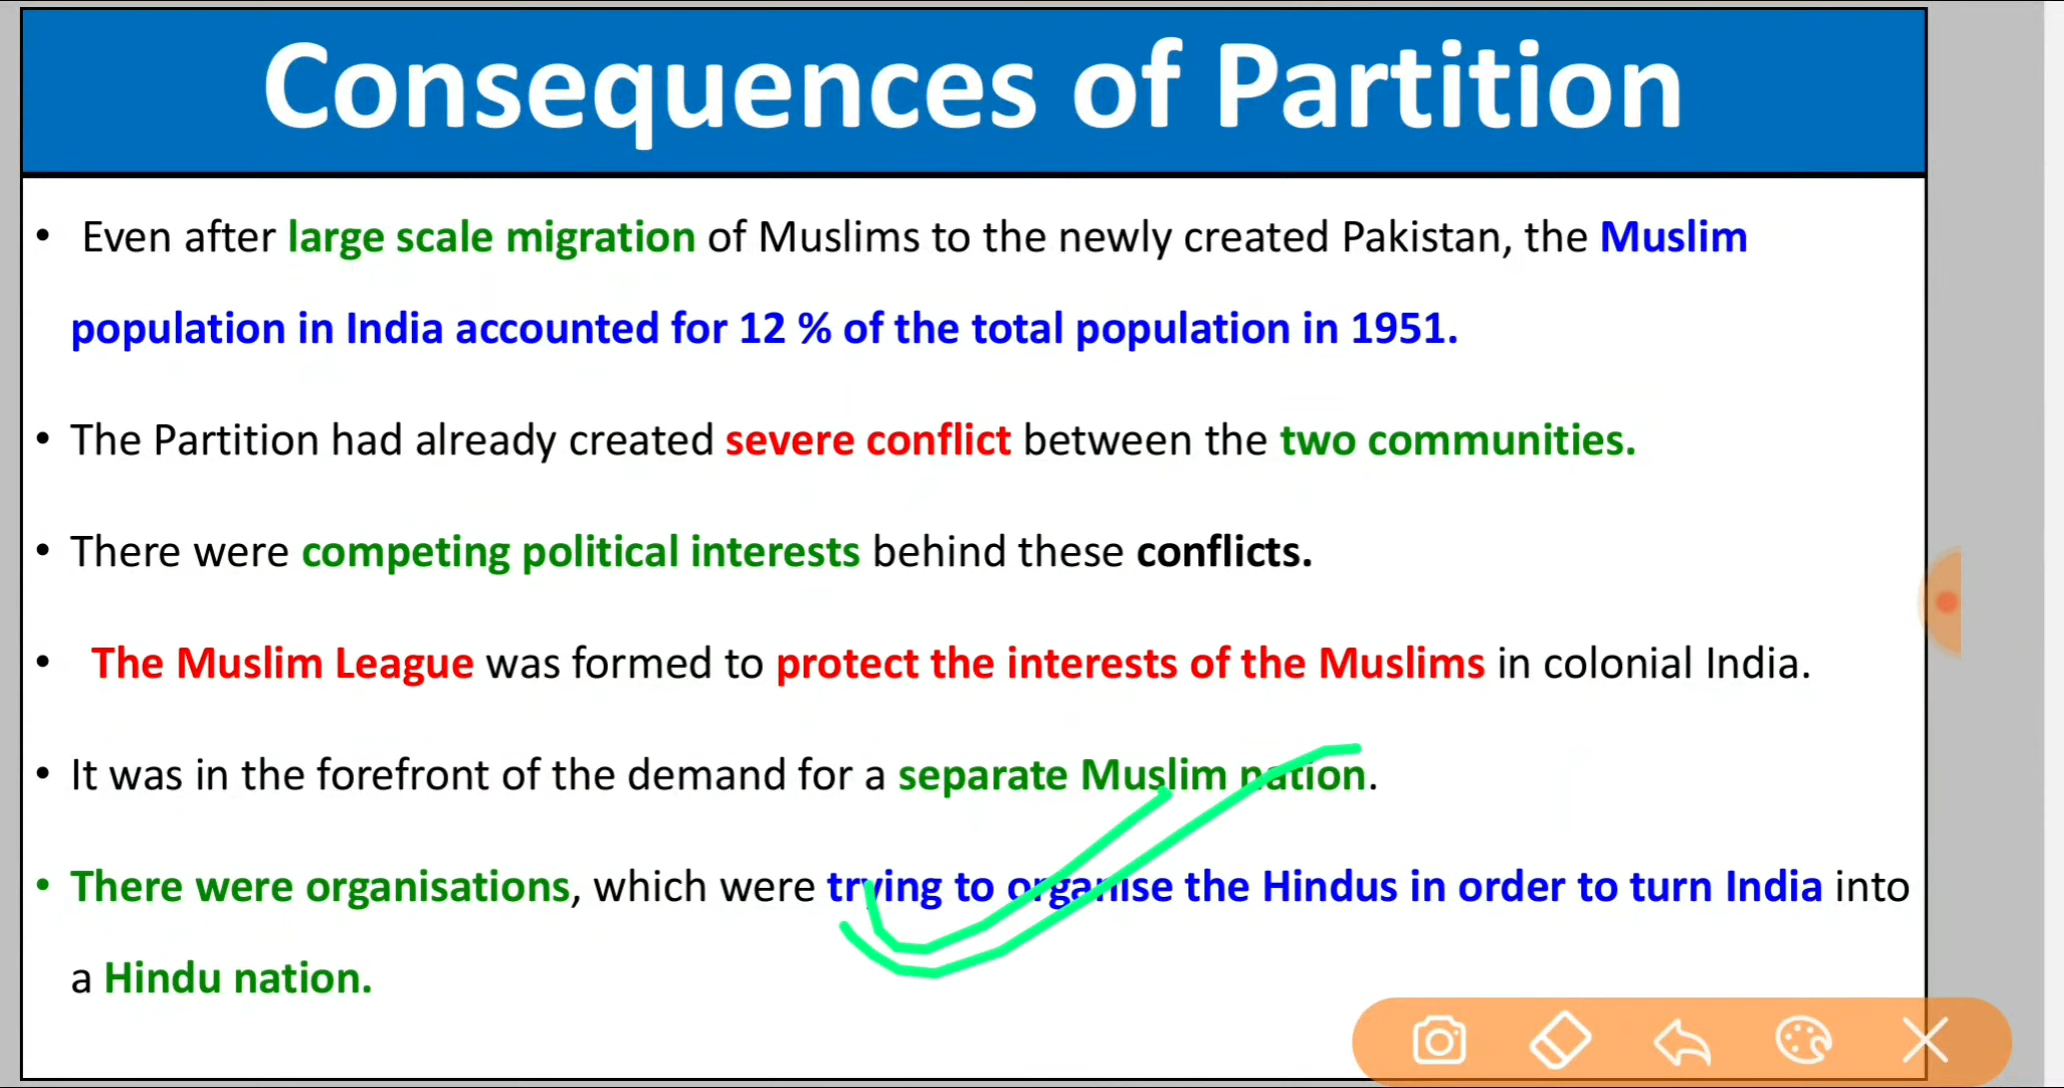 Consequences of Partition
• Even after large scale migration of Muslims to the newly created Pakistan, the Muslim
population in India accounted for 12 % of the total population in 1951.
• The Partition had already created severe conflict between the two communities.
• There were competing political interests behind these conflicts.
• The Muslim League was formed to protect the interests of the Muslims in colonial India.
• It was in the forefront of the demand for a separate Muslim nation.
• There were organisations, which were trying to organise the Hindus in order to turn India into
a Hindu nation.